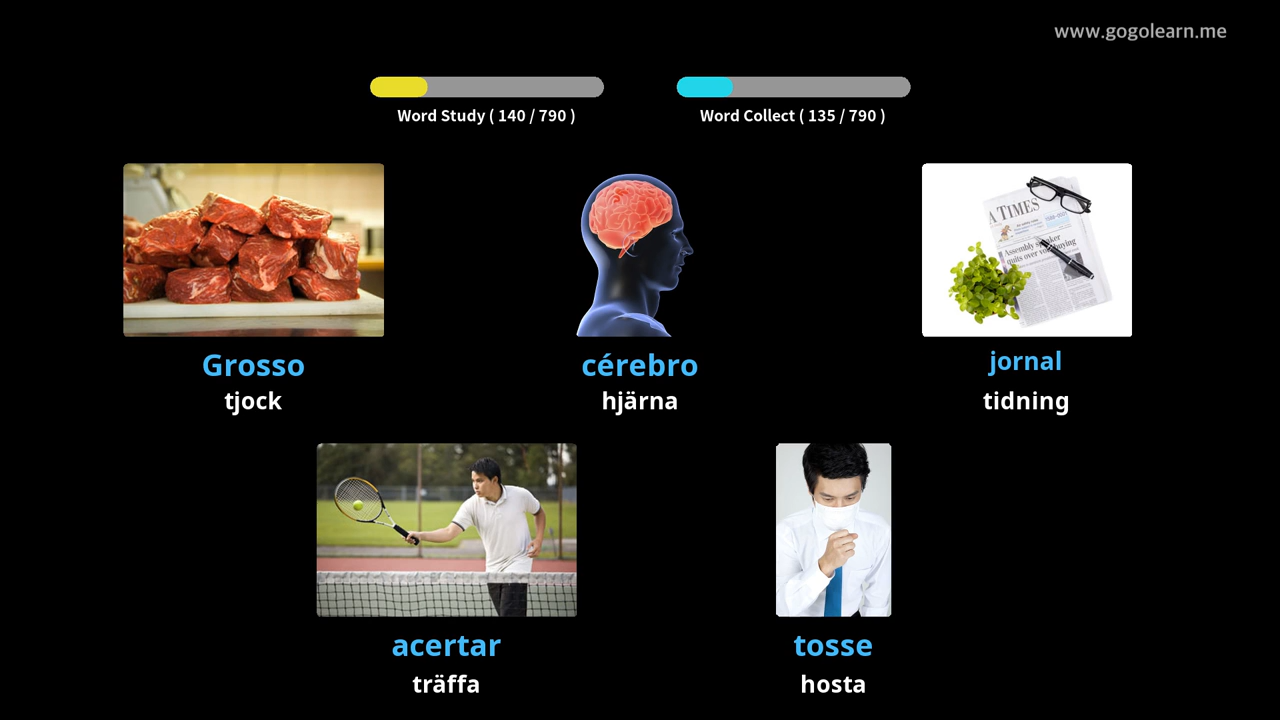 www.gogolearn.me
Word Study ( 140 / 790 )
Word Collect ( 135 / 790 )
A TIMES
Grosso
cérebro
jornal
tjock
hjärna
tidning
acertar
tosse
träffa
hosta